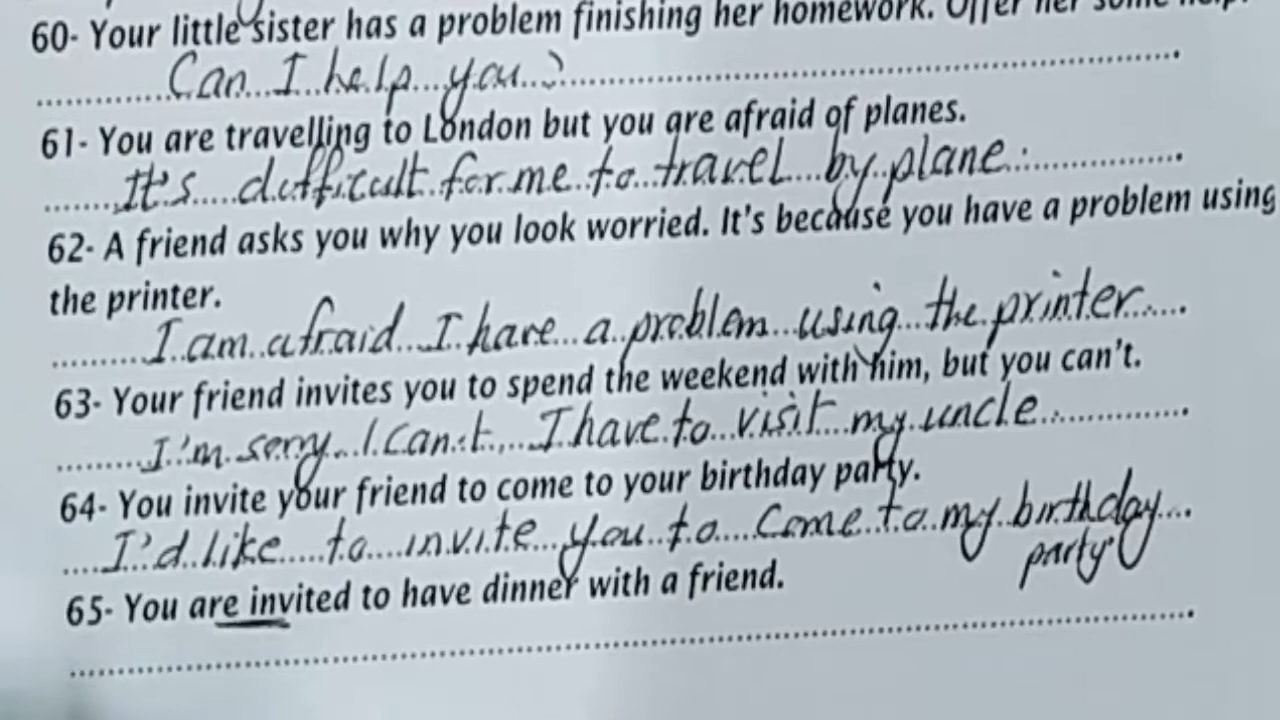 60- Your little sister has a problem finishing her homework. Offer her some help.
Can I help you?
61- You are travelling to London but you are afraid of planes.
It's difficult for me to travel by plane.
62- A friend asks you why you look worried. It's because you have a problem using
the printer.
I am afraid I have a problem using the printer
63- Your friend invites you to spend the weekend with him, but you can't.
I'm sorry I can't, I have to visit my uncle
64- You invite your friend to come to your birthday party.
I'd like to invite you to come to my birthday
party
65- You are invited to have dinner with a friend.